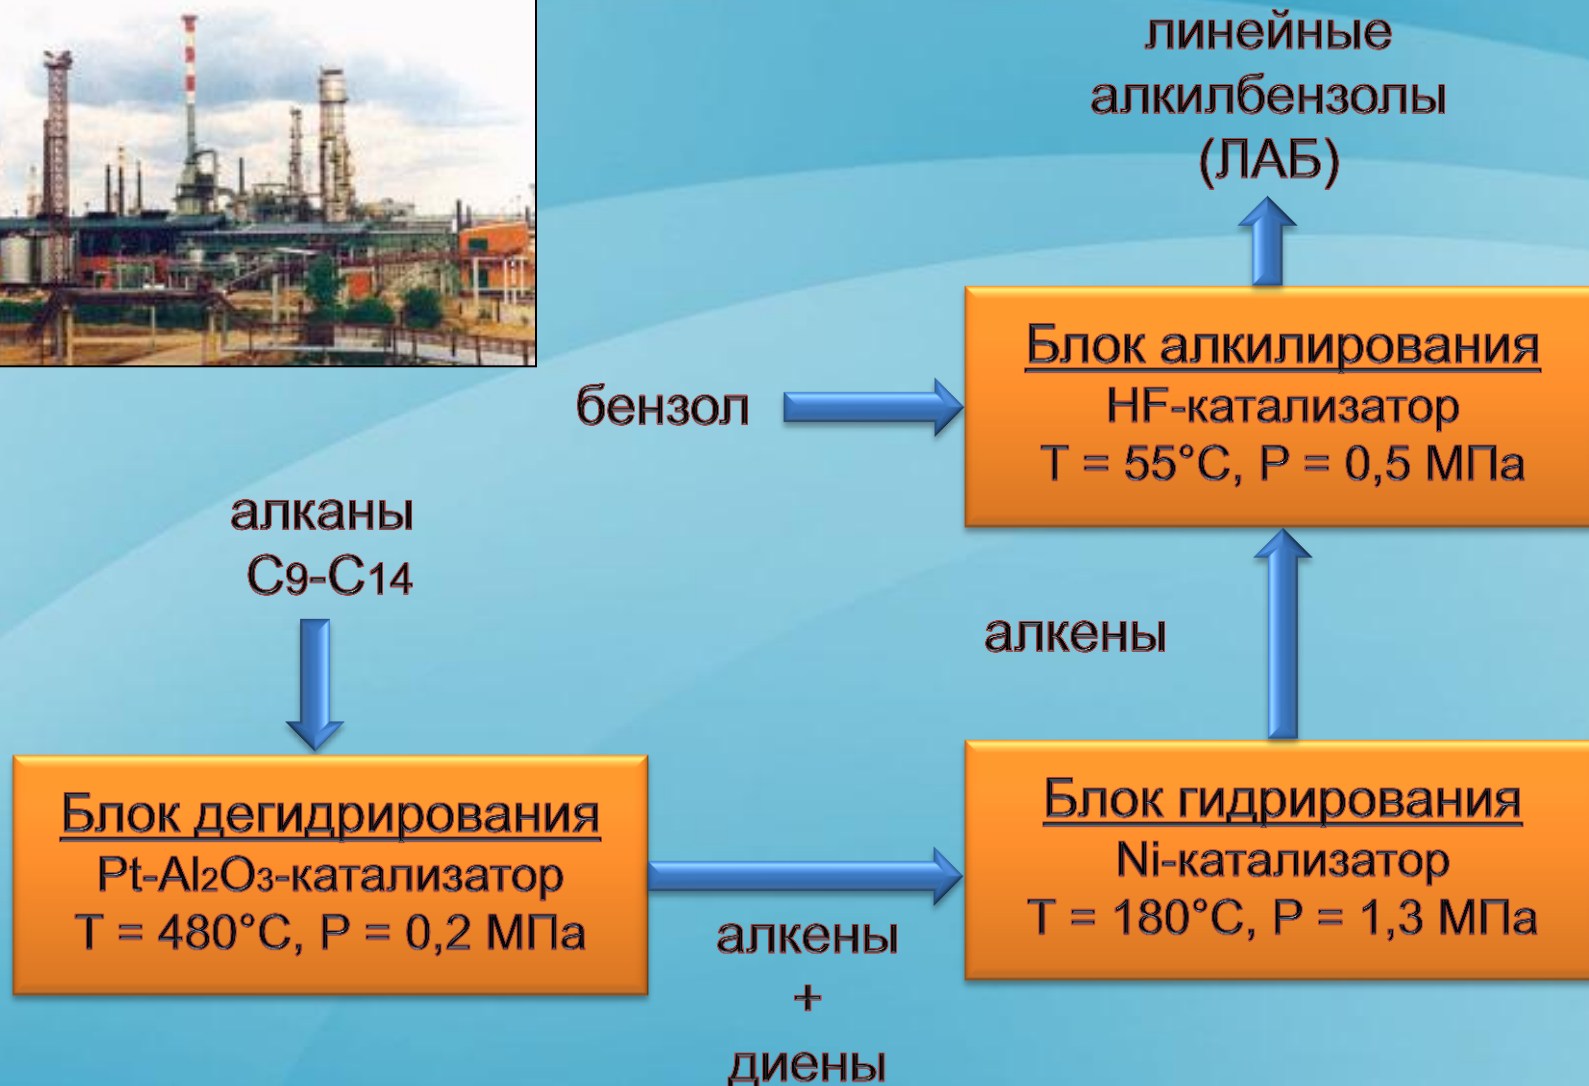 линейные
алкилбензолы
(ЛАБ)
Блок алкилирования
HF-катализатор
T = 55°C, P = 0,5 МПа
бензол
алканы
C9-C14
алкены
Блок дегидрирования
Pt-Al2O3-катализатор
T = 480°C, P = 0,2 МПа
алкены
+
диены
Блок гидрирования
Ni-катализатор
T = 180°C, P = 1,3 МПа